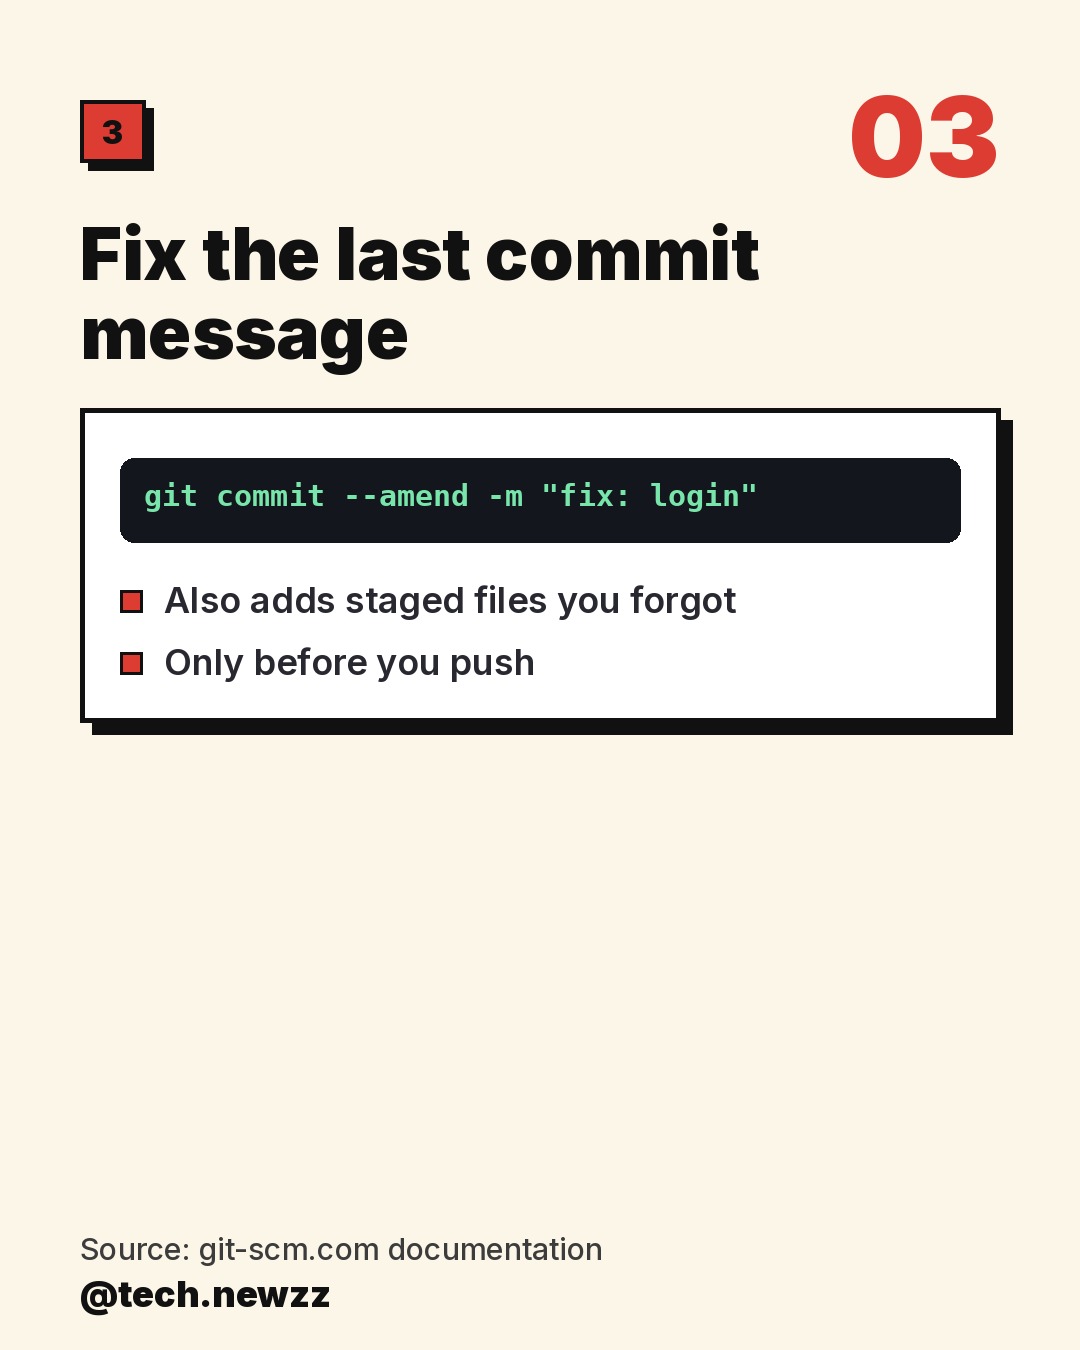 3
03
Fix the last commit
message
git commit --amend -m "fix: login"
Also adds staged files you forgot
Only before you push
Source: git-scm.com documentation
@tech.newzz